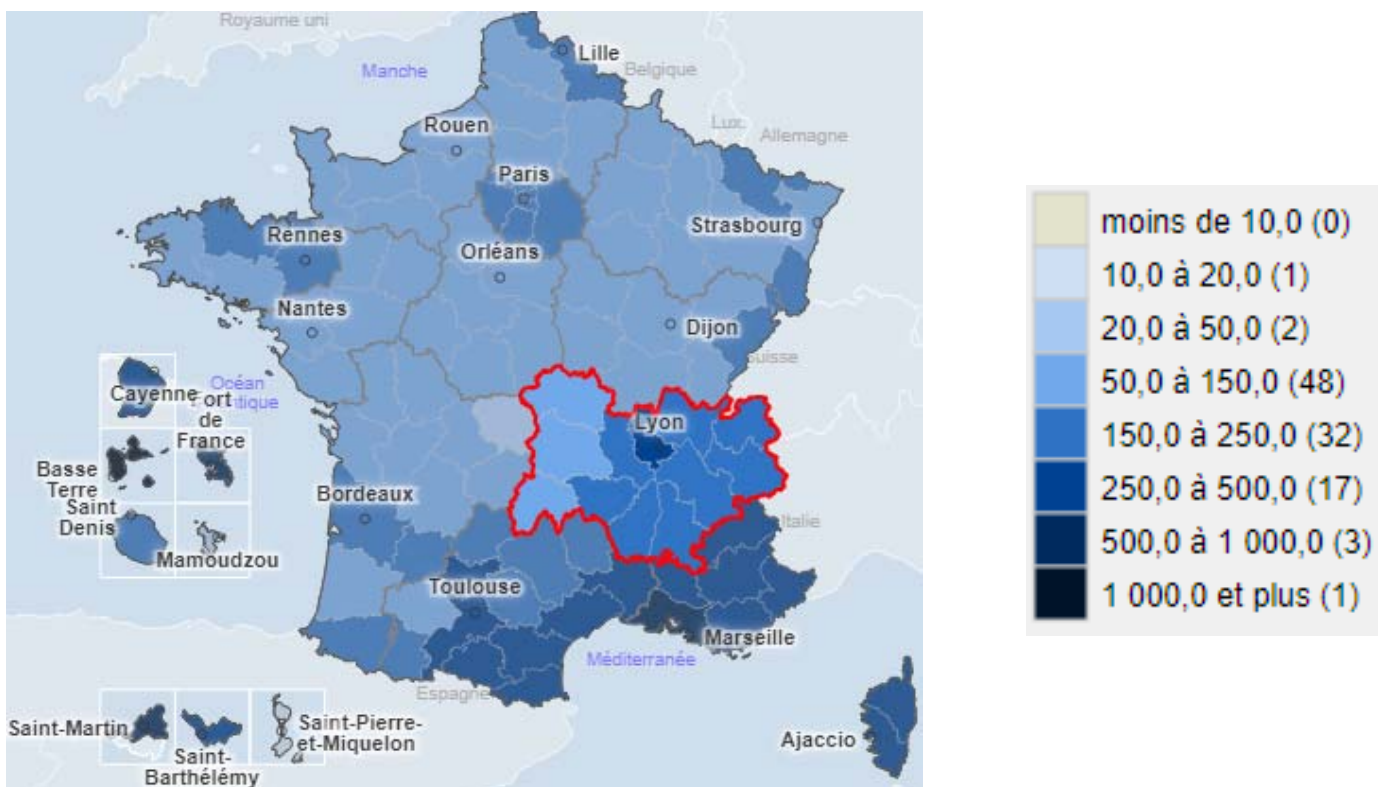 Royaume uni
Lille
Manche
Belgique
Rouen
Lux.
Allemagne
Paris
Strasbourg
Rennes
Orléans
Nantes
Dijon
Suisse
Cayenne
Océan
Fort
de
France
Lyon
Basse
Terre
Bordeaux
Saint
Denis
Italie
Mamoudzou
Toulouse
Marseille
Méditerranée
Espagne
Saint-Martin
Saint-Pierre-
et-Miquelon
Saint-
Barthélémy
Ajaccio
moins de 10,0 (0)
10,0 à 20,0 (1)
20,0 à 50,0 (2)
50,0 à 150,0 (48)
150,0 à 250,0 (32)
250,0 à 500,0 (17)
500,0 à 1 000,0 (3)
1 000,0 et plus (1)